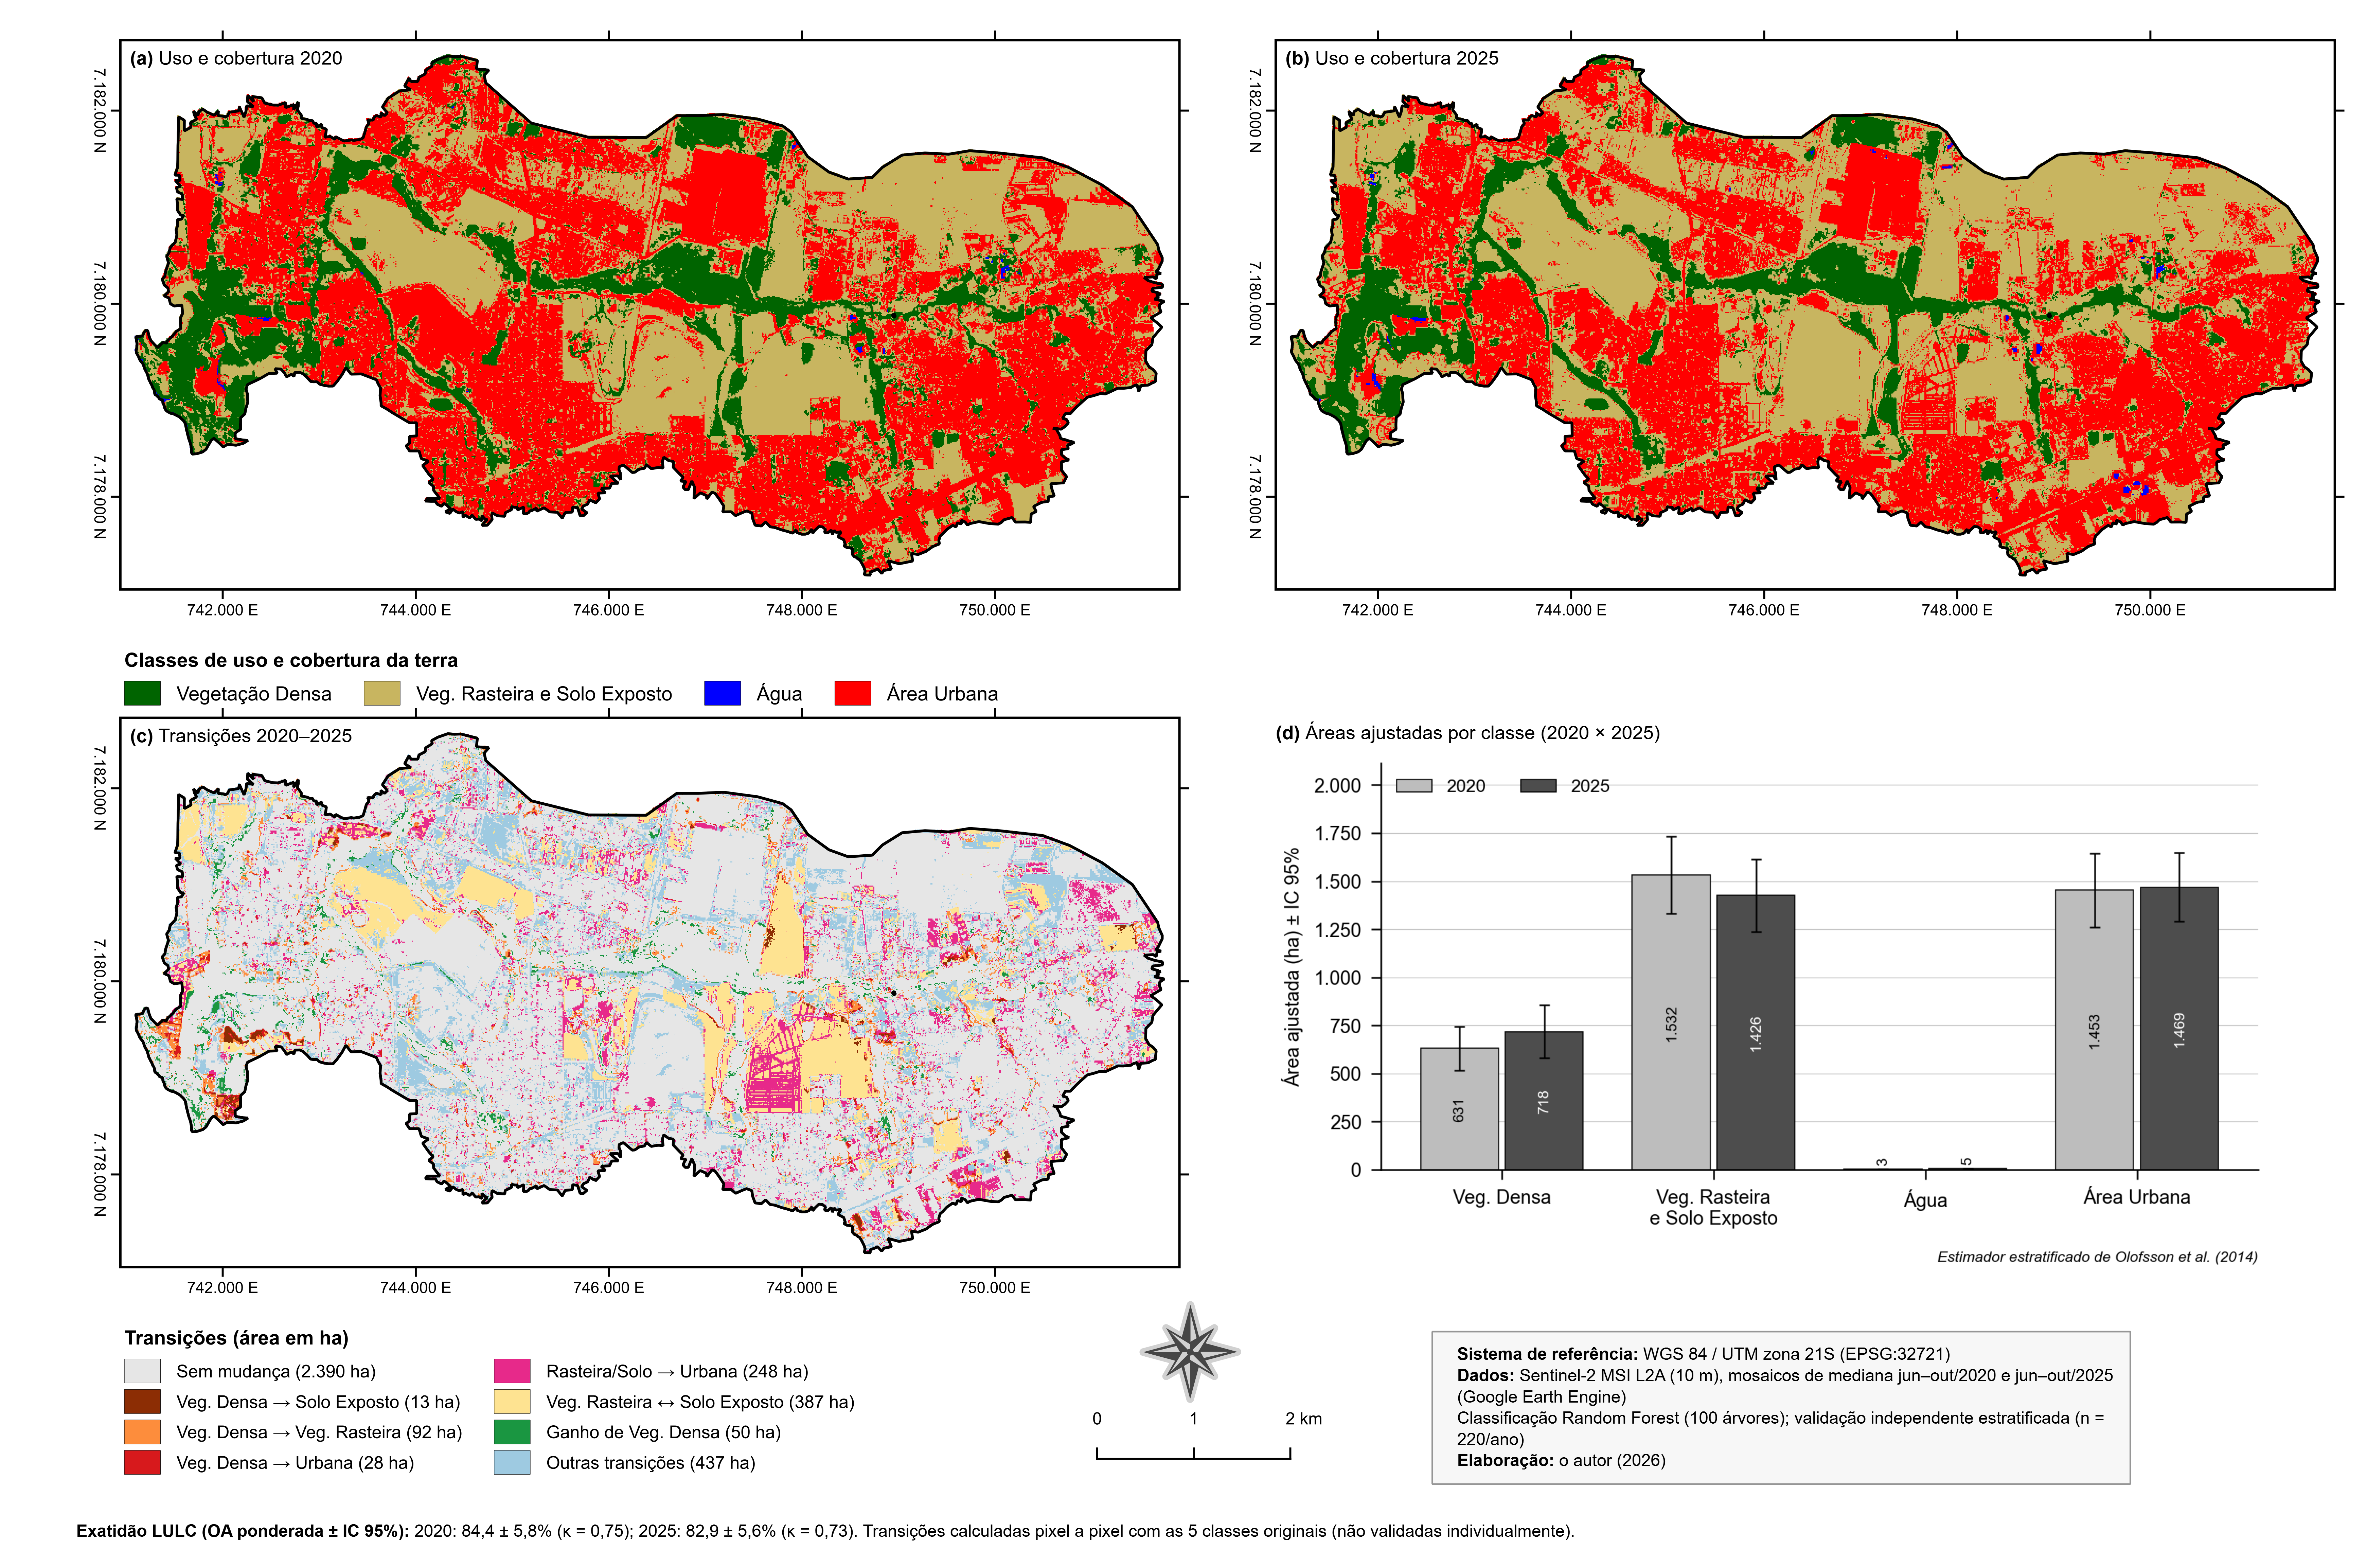 (a) Uso e cobertura 2020
7.182.000 N
7.180.000 N
7.178.000 N
742.000 E
744.000 E
746.000 E
748.000 E
750.000 E
(b) Uso e cobertura 2025
7.182.000 N
7.180.000 N
7.178.000 N
742.000 E
744.000 E
746.000 E
748.000 E
750.000 E
Classes de uso e cobertura da terra
Vegetação Densa
Veg. Rasteira e Solo Exposto
Água
Área Urbana
(c) Transições 2020–2025
7.182.000 N
7.180.000 N
7.178.000 N
742.000 E
744.000 E
746.000 E
748.000 E
750.000 E
(d) Áreas ajustadas por classe (2020 × 2025)
2020
2025
Área ajustada (ha) ± IC 95%
2.000
1.750
1.500
1.250
1.000
750
500
250
0
631
718
1.532
1.426
3
5
1.453
1.469
Veg. Densa
Veg. Rasteira
e Solo Exposto
Água
Área Urbana
Estimador estratificado de Olofsson et al. (2014)
Transições (área em ha)
Sem mudança (2.390 ha)
Veg. Densa → Solo Exposto (13 ha)
Veg. Densa → Veg. Rasteira (92 ha)
Veg. Densa → Urbana (28 ha)
Rasteira/Solo → Urbana (248 ha)
Veg. Rasteira ↔ Solo Exposto (387 ha)
Ganho de Veg. Densa (50 ha)
Outras transições (437 ha)
0 1 2 km
Sistema de referência: WGS 84 / UTM zona 21S (EPSG:32721)
Dados: Sentinel-2 MSI L2A (10 m), mosaicos de mediana jun–out/2020 e jun–out/2025
(Google Earth Engine)
Classificação Random Forest (100 árvores); validação independente estratificada (n =
220/ano)
Elaboração: o autor (2026)
Exatidão LULC (OA ponderada ± IC 95%): 2020: 84,4 ± 5,8% (κ = 0,75); 2025: 82,9 ± 5,6% (κ = 0,73). Transições calculadas pixel a pixel com as 5 classes originais (não validadas individualmente).